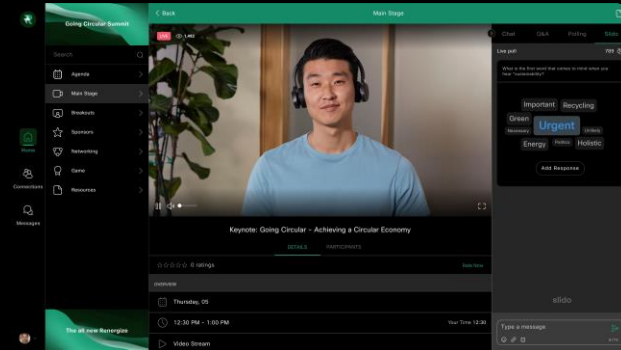 Going Circular Summit
Search
Agenda
Main Stage
Breakouts
Sponsors
Networking
Game
Resources
Home
Connections
Messages
The all new Renergize
< Back
Main Stage
LIVE
Keynote: Going Circular – Achieving a Circular Economy
DETAILS
PARTICIPANTS
0 ratings
Rate Now
overview
Thursday, 05
12:30 PM – 1:00 PM
Your Time 12:30
Video Stream
Chat
Q&A
Polling
Slido
Live poll
What is the first word that comes to mind when you
hear "sustainability?"
Important
Recycling
Green
Urgent
Necessary
Energy
Politics
Holistic
Add Response
slido
Type a message